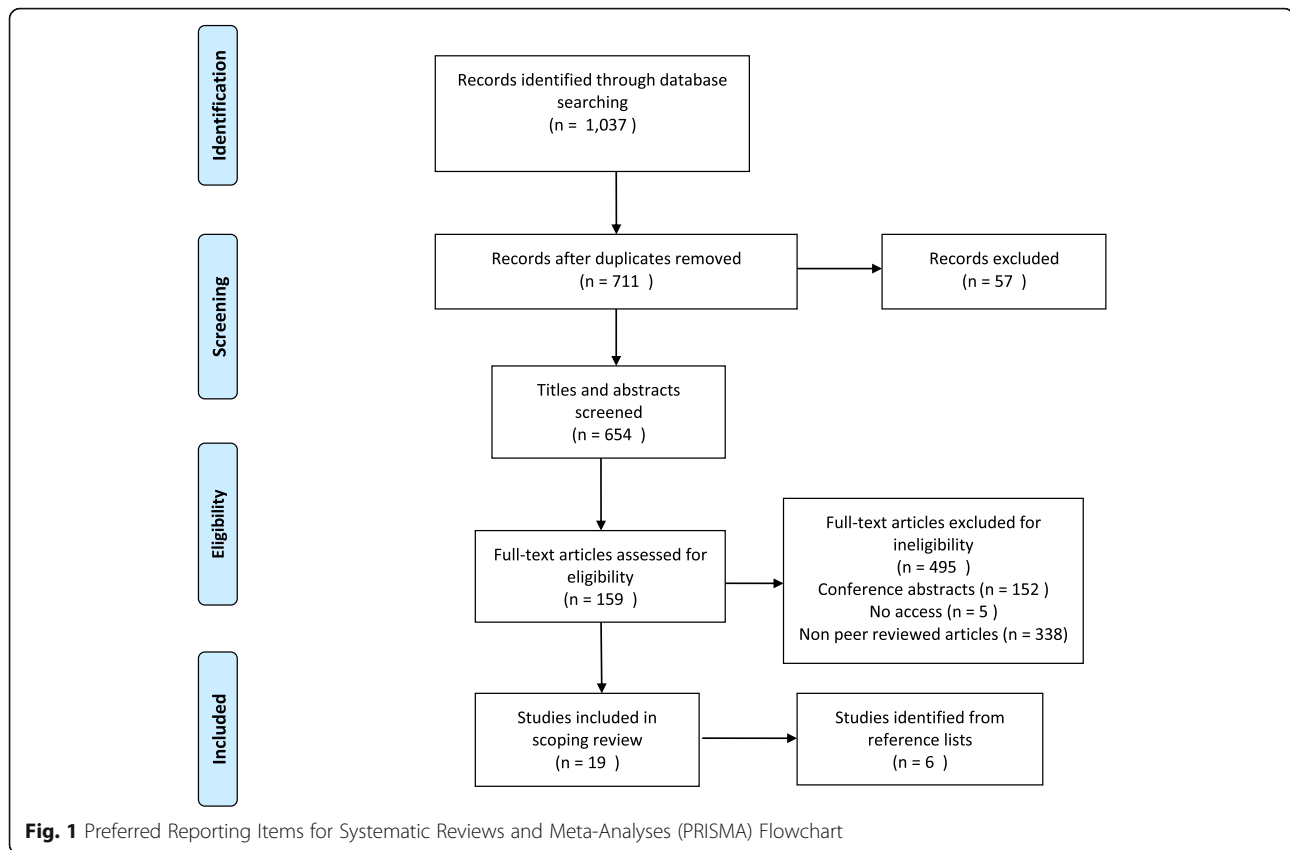 Identification
Records identified through database
searching
(n = 1,037 )
Screening
Records after duplicates removed
(n = 711 )
Records excluded
(n = 57 )
Titles and abstracts
screened
(n = 654 )
Eligibility
Full-text articles assessed for
eligibility
(n = 159 )
Full-text articles excluded for
ineligibility
(n = 495 )
Conference abstracts (n = 152 )
No access (n = 5 )
Non peer reviewed articles (n = 338)
Included
Studies included in
scoping review
(n = 19 )
Studies identified from
reference lists
(n = 6 )
Fig. 1 Preferred Reporting Items for Systematic Reviews and Meta-Analyses (PRISMA) Flowchart